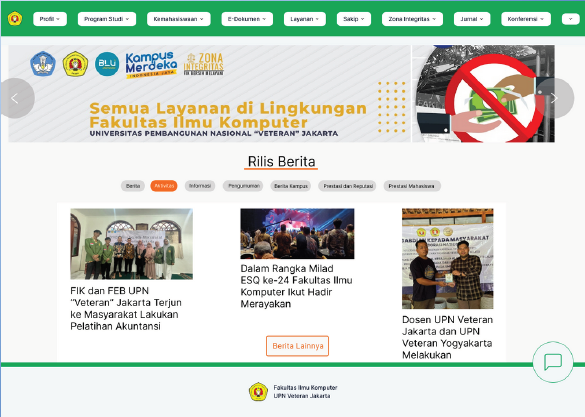 Profil
Program Studi
Kemahasiswaan
E-Dokumen
Layanan
Sakip
Zona Integritas
Jurnal
Konferensi
BLU
Kampus
Merdeka
INDONESIA JAYA
ZONA
INTEGRITAS
Semua Layanan di Lingkungan
Fakultas Ilmu Komputer
UNIVERSITAS PEMBANGUNAN NASIONAL "VETERAN" JAKARTA
Rilis Berita
Berita
Aktivitas
Informasi
Pengumuman
Berita Kampus
Prestasi dan Reputasi
Prestasi Mahasiswa
FIK dan FEB UPN
"Veteran" Jakarta Terjun
ke Masyarakat Lakukan
Pelatihan Akuntansi
Dalam Rangka Milad
ESQ ke-24 Fakultas Ilmu
Komputer Ikut Hadir
Merayakan
KEPADA MASYARAKAT
Dosen UPN Veteran
Jakarta dan UPN
Veteran Yogyakarta
Melakukan
Berita Lainnya
Fakultas Ilmu Komputer
UPN Veteran Jakarta